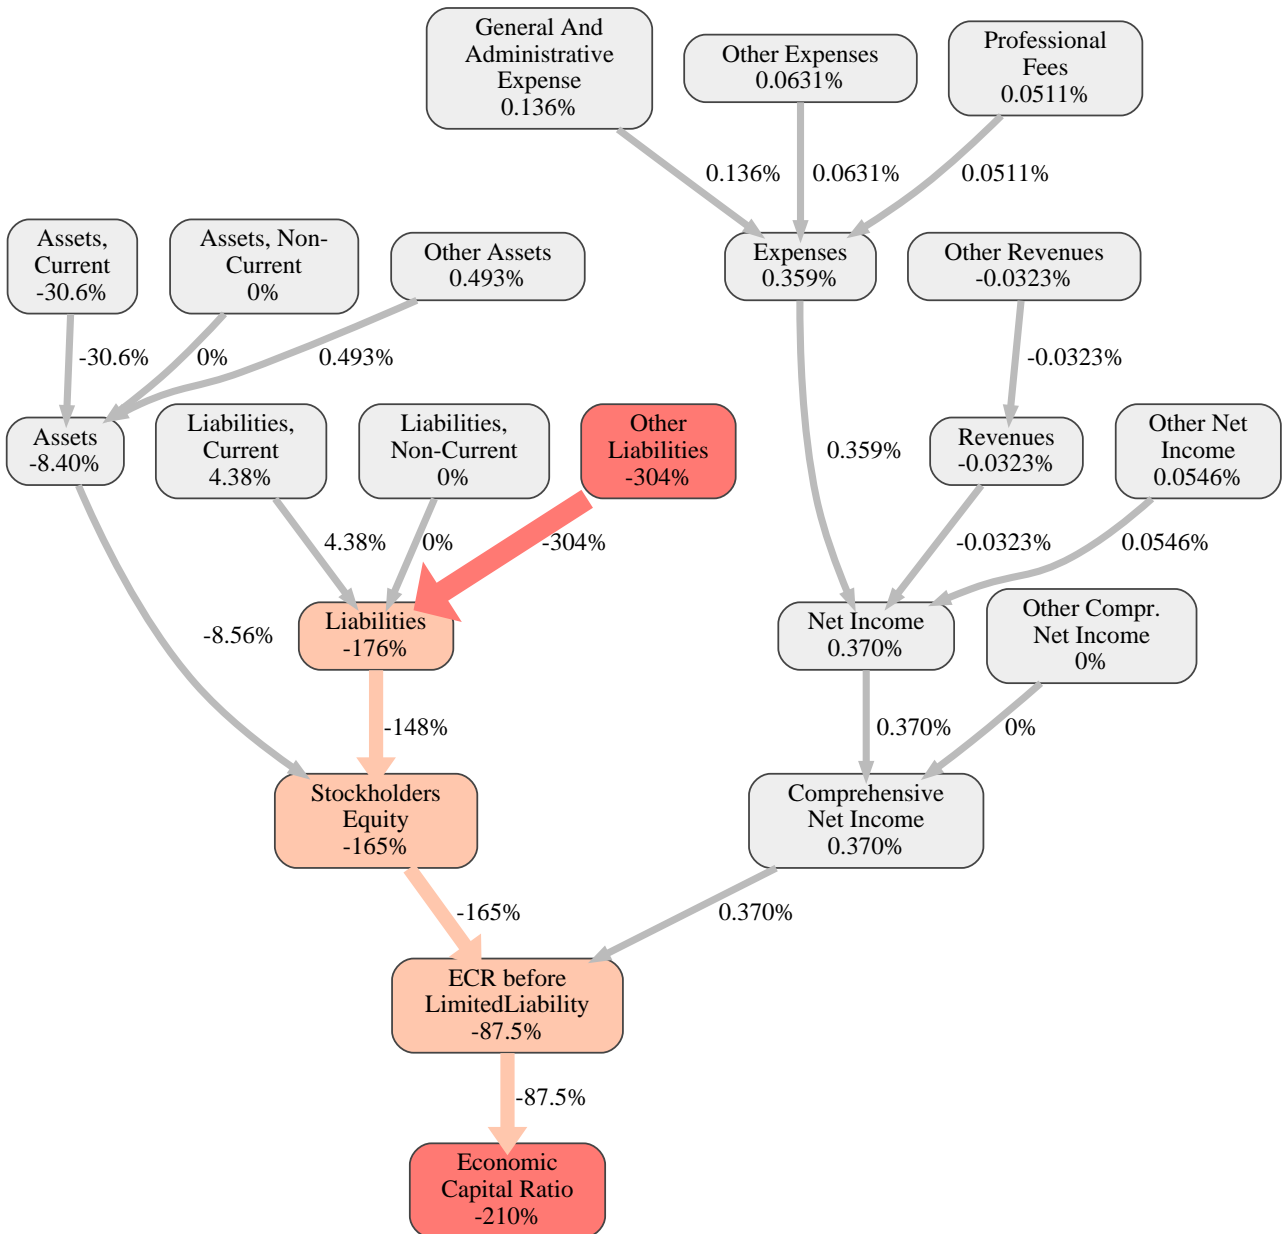 General And
Administrative
Expense
0.136%
Other Expenses
0.0631%
Professional
Fees
0.0511%
0.136%
0.0631%
0.0511%
Assets,
Current
-30.6%
Assets, Non-
Current
0%
Other Assets
0.493%
Expenses
0.359%
Other Revenues
-0.0323%
-30.6%
0%
0.493%
-0.0323%
Assets
-8.40%
Liabilities,
Current
4.38%
Liabilities,
Non-Current
0%
Other
Liabilities
-304%
0.359%
Revenues
-0.0323%
Other Net
Income
0.0546%
4.38%
0%
-304%
-0.0323%
0.0546%
-8.56%
Liabilities
-176%
Net Income
0.370%
Other Compr.
Net Income
0%
-148%
0.370%
0%
Stockholders
Equity
-165%
Comprehensive
Net Income
0.370%
-165%
0.370%
ECR before
LimitedLiability
-87.5%
-87.5%
Economic
Capital Ratio
-210%